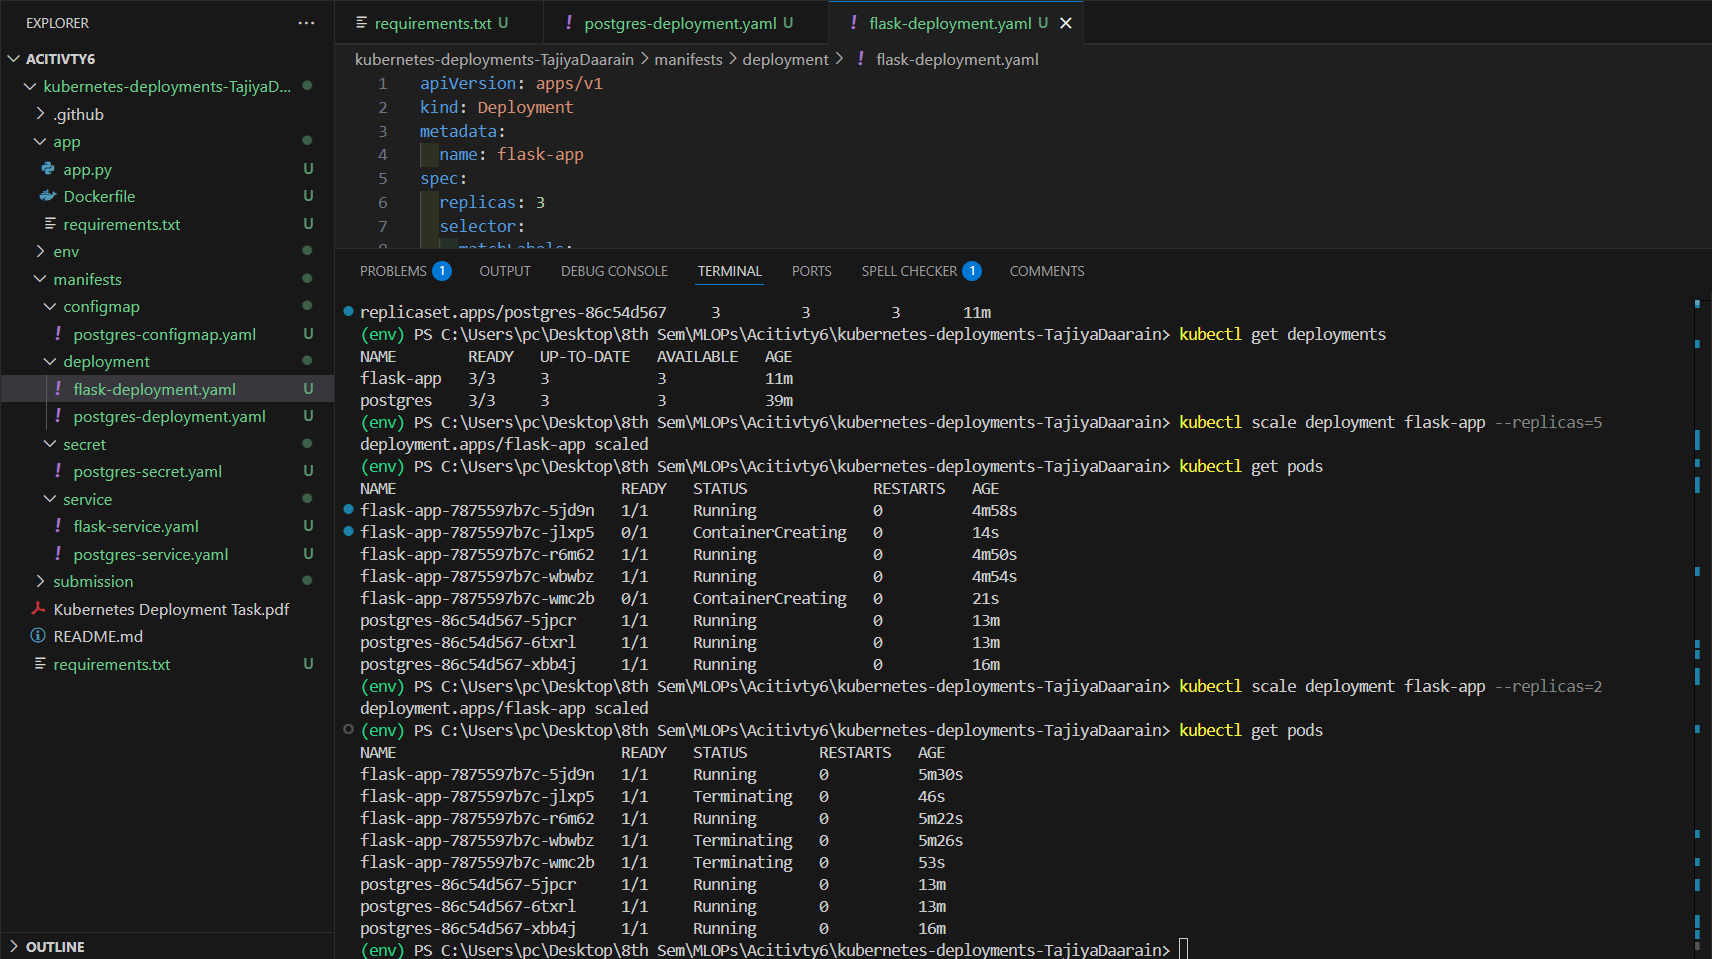 EXPLORER
ACITIVTY6
kubernetes-deployments-TajiyaD...
.github
app
app.py U
Dockerfile U
requirements.txt U
env
manifests
configmap
postgres-configmap.yaml U
deployment
flask-deployment.yaml U
postgres-deployment.yaml U
secret
postgres-secret.yaml U
service
flask-service.yaml U
postgres-service.yaml U
submission
Kubernetes Deployment Task.pdf
README.md
requirements.txt U
OUTLINE
requirements.txt U
! postgres-deployment.yaml U
! flask-deployment.yaml U
kubernetes-deployments-TajiyaDaarain > manifests > deployment > ! flask-deployment.yaml
1 apiVersion: apps/v1
2 kind: Deployment
3 metadata:
4 name: flask-app
5 spec:
6 replicas: 3
7 selector:
8 matchLabels:
PROBLEMS 1 OUTPUT DEBUG CONSOLE TERMINAL PORTS SPELL CHECKER 1 COMMENTS
replicaset.apps/postgres-86c54d567 3 3 3 11m
(env) PS C:\Users\pc\Desktop\8th Sem\MLOPs\Acitivty6\kubernetes-deployments-TajiyaDaarain> kubectl get deployments
NAME READY UP-TO-DATE AVAILABLE AGE
flask-app 3/3 3 3 11m
postgres 3/3 3 3 39m
(env) PS C:\Users\pc\Desktop\8th Sem\MLOPs\Acitivty6\kubernetes-deployments-TajiyaDaarain> kubectl scale deployment flask-app --replicas=5
deployment.apps/flask-app scaled
(env) PS C:\Users\pc\Desktop\8th Sem\MLOPs\Acitivty6\kubernetes-deployments-TajiyaDaarain> kubectl get pods
NAME READY STATUS RESTARTS AGE
flask-app-7875597b7c-5jd9n 1/1 Running 0 4m58s
flask-app-7875597b7c-jlxp5 0/1 ContainerCreating 0 14s
flask-app-7875597b7c-r6m62 1/1 Running 0 4m50s
flask-app-7875597b7c-wbwbz 1/1 Running 0 4m54s
flask-app-7875597b7c-wmc2b 0/1 ContainerCreating 0 21s
postgres-86c54d567-5jpcr 1/1 Running 0 13m
postgres-86c54d567-6txrl 1/1 Running 0 13m
postgres-86c54d567-xbb4j 1/1 Running 0 16m
(env) PS C:\Users\pc\Desktop\8th Sem\MLOPs\Acitivty6\kubernetes-deployments-TajiyaDaarain> kubectl scale deployment flask-app --replicas=2
deployment.apps/flask-app scaled
(env) PS C:\Users\pc\Desktop\8th Sem\MLOPs\Acitivty6\kubernetes-deployments-TajiyaDaarain> kubectl get pods
NAME READY STATUS RESTARTS AGE
flask-app-7875597b7c-5jd9n 1/1 Running 0 5m30s
flask-app-7875597b7c-jlxp5 1/1 Terminating 0 46s
flask-app-7875597b7c-r6m62 1/1 Running 0 5m22s
flask-app-7875597b7c-wbwbz 1/1 Terminating 0 5m26s
flask-app-7875597b7c-wmc2b 1/1 Terminating 0 53s
postgres-86c54d567-5jpcr 1/1 Running 0 13m
postgres-86c54d567-6txrl 1/1 Running 0 13m
postgres-86c54d567-xbb4j 1/1 Running 0 16m
(env) PS C:\Users\pc\Desktop\8th Sem\MLOPs\Acitivty6\kubernetes-deployments-TajiyaDaarain>